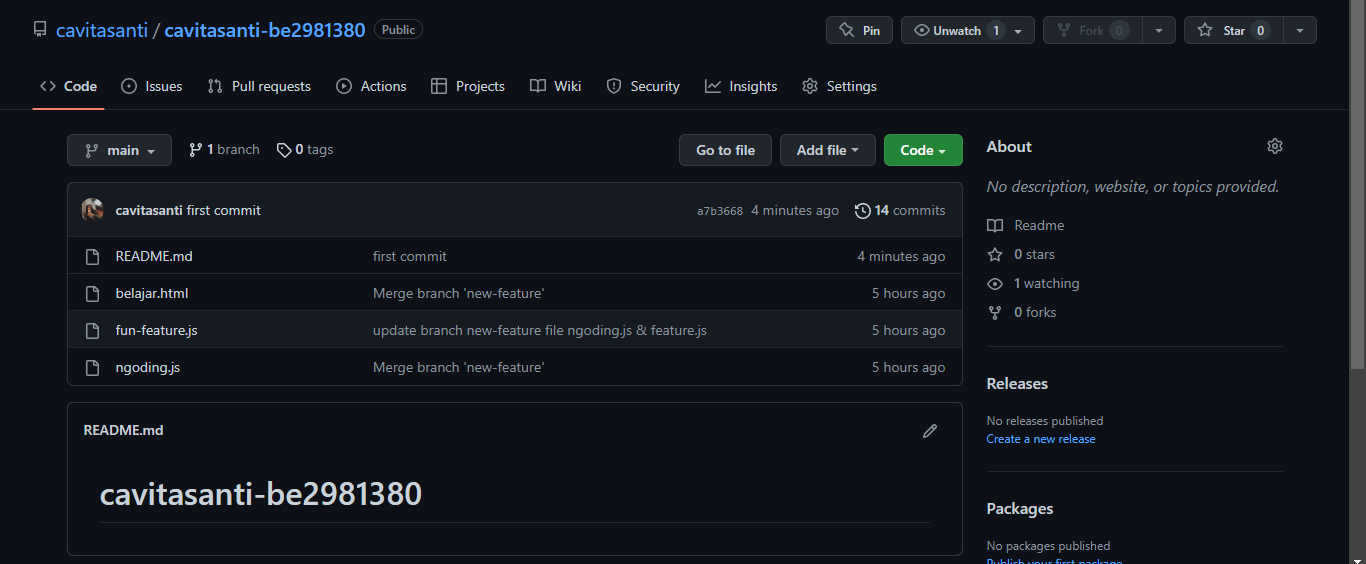 cavitasanti / cavitasanti-be2981380 Public
Pin
Unwatch 1
Fork 0
Star 0
Code
Issues
Pull requests
Actions
Projects
Wiki
Security
Insights
Settings
main
1 branch
0 tags
Go to file
Add file
Code
cavitasanti first commit
a7b3668 4 minutes ago
14 commits
README.md first commit 4 minutes ago
belajar.html Merge branch 'new-feature' 5 hours ago
fun-feature.js update branch new-feature file ngoding.js & feature.js 5 hours ago
ngoding.js Merge branch 'new-feature' 5 hours ago
README.md
cavitasanti-be2981380
About
No description, website, or topics provided.
Readme
0 stars
1 watching
0 forks
Releases
No releases published
Create a new release
Packages
No packages published
Publish your first package